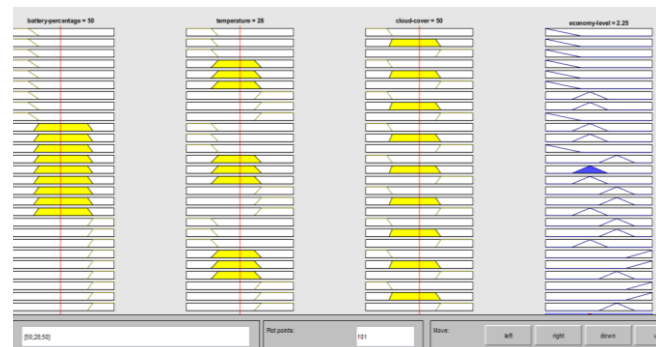 battery-percentage = 50
temperature = 28
cloud-cover = 50
economy-level = 2.25
[50;28;50]
Plot points:
101
Move:
left
right
down